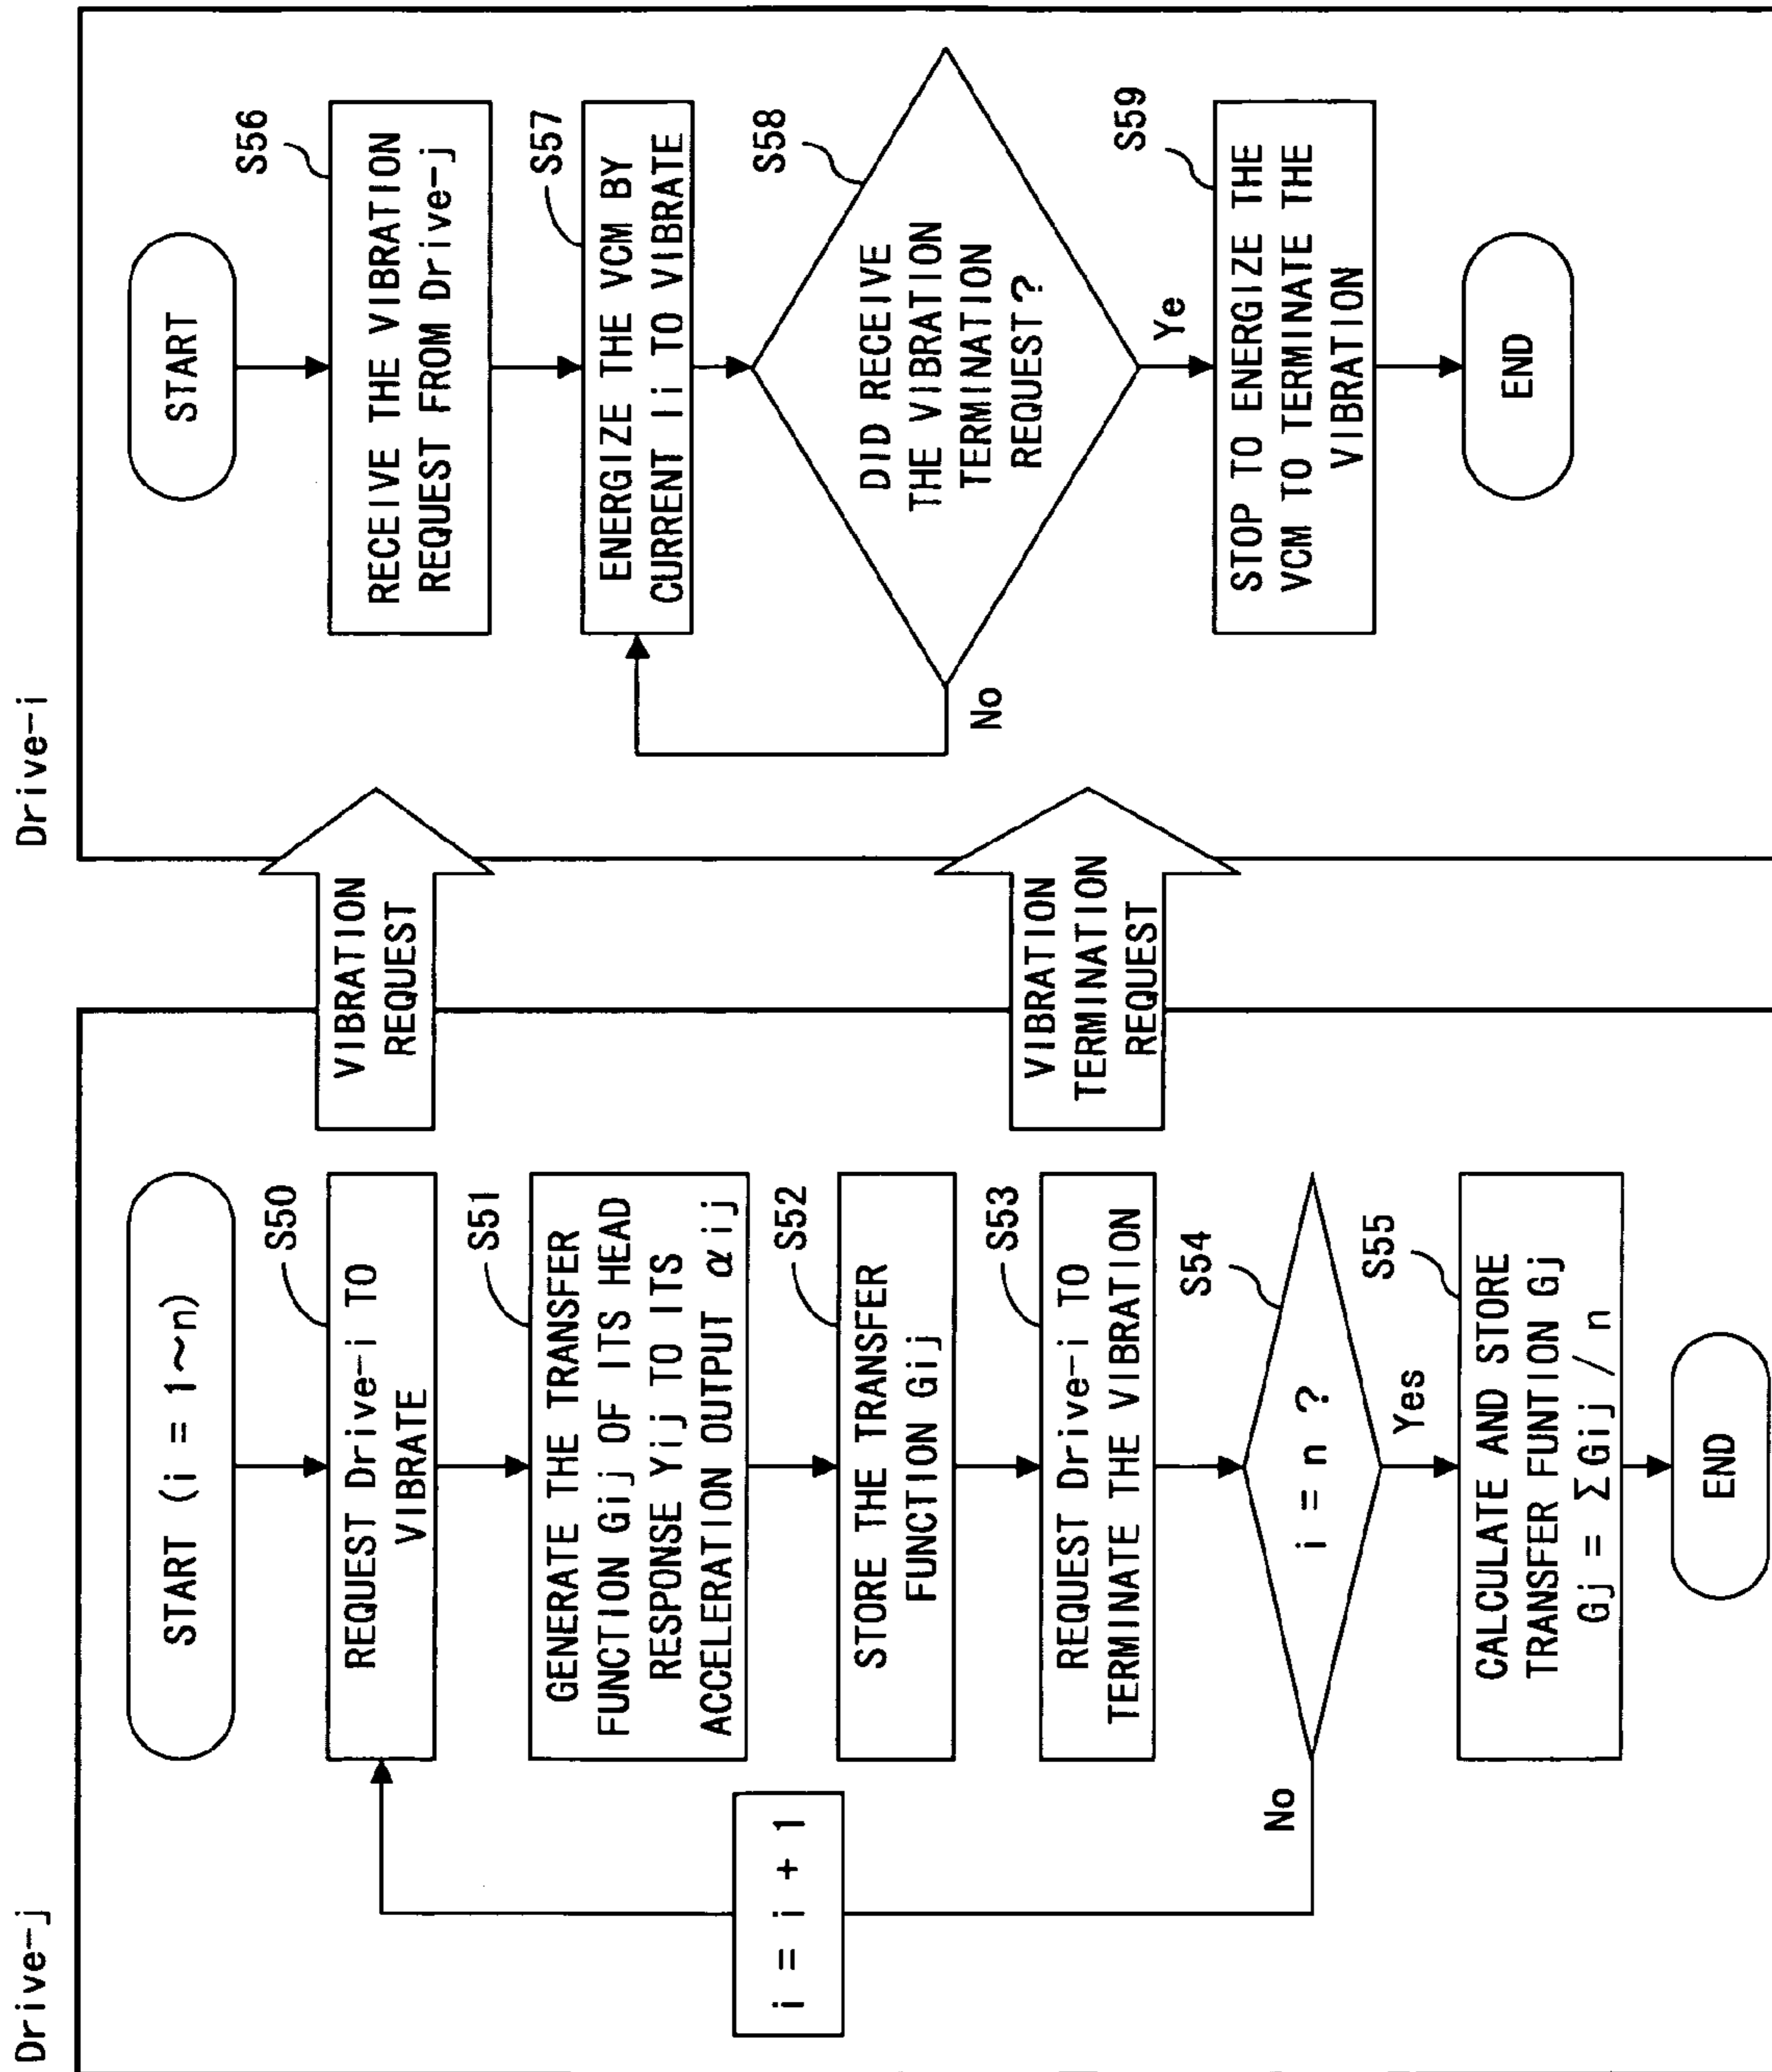 Drive-j
START (i = 1~n)
S50
REQUEST Drive-i TO
VIBRATE
S51
GENERATE THE TRANSFER
FUNCTION Gij OF ITS HEAD
RESPONSE Yij TO ITS
ACCELERATION OUTPUT αij
S52
STORE THE TRANSFER
FUNCTION Gij
S53
REQUEST Drive-i TO
TERMINATE THE VIBRATION
S54
i = n ?
No
i = i + 1
Yes
S55
CALCULATE AND STORE
TRANSFER FUNTION Gj
Gj = Σ Gij / n
END
VIBRATION
REQUEST
VIBRATION
TERMINATION
REQUEST
Drive-i
START
S56
RECEIVE THE VIBRATION
REQUEST FROM Drive-j
S57
ENERGIZE THE VCM BY
CURRENT Ii TO VIBRATE
S58
DID RECEIVE
THE VIBRATION
TERMINATION
REQUEST?
No
Ye
S59
STOP TO ENERGIZE THE
VCM TO TERMINATE THE
VIBRATION
END